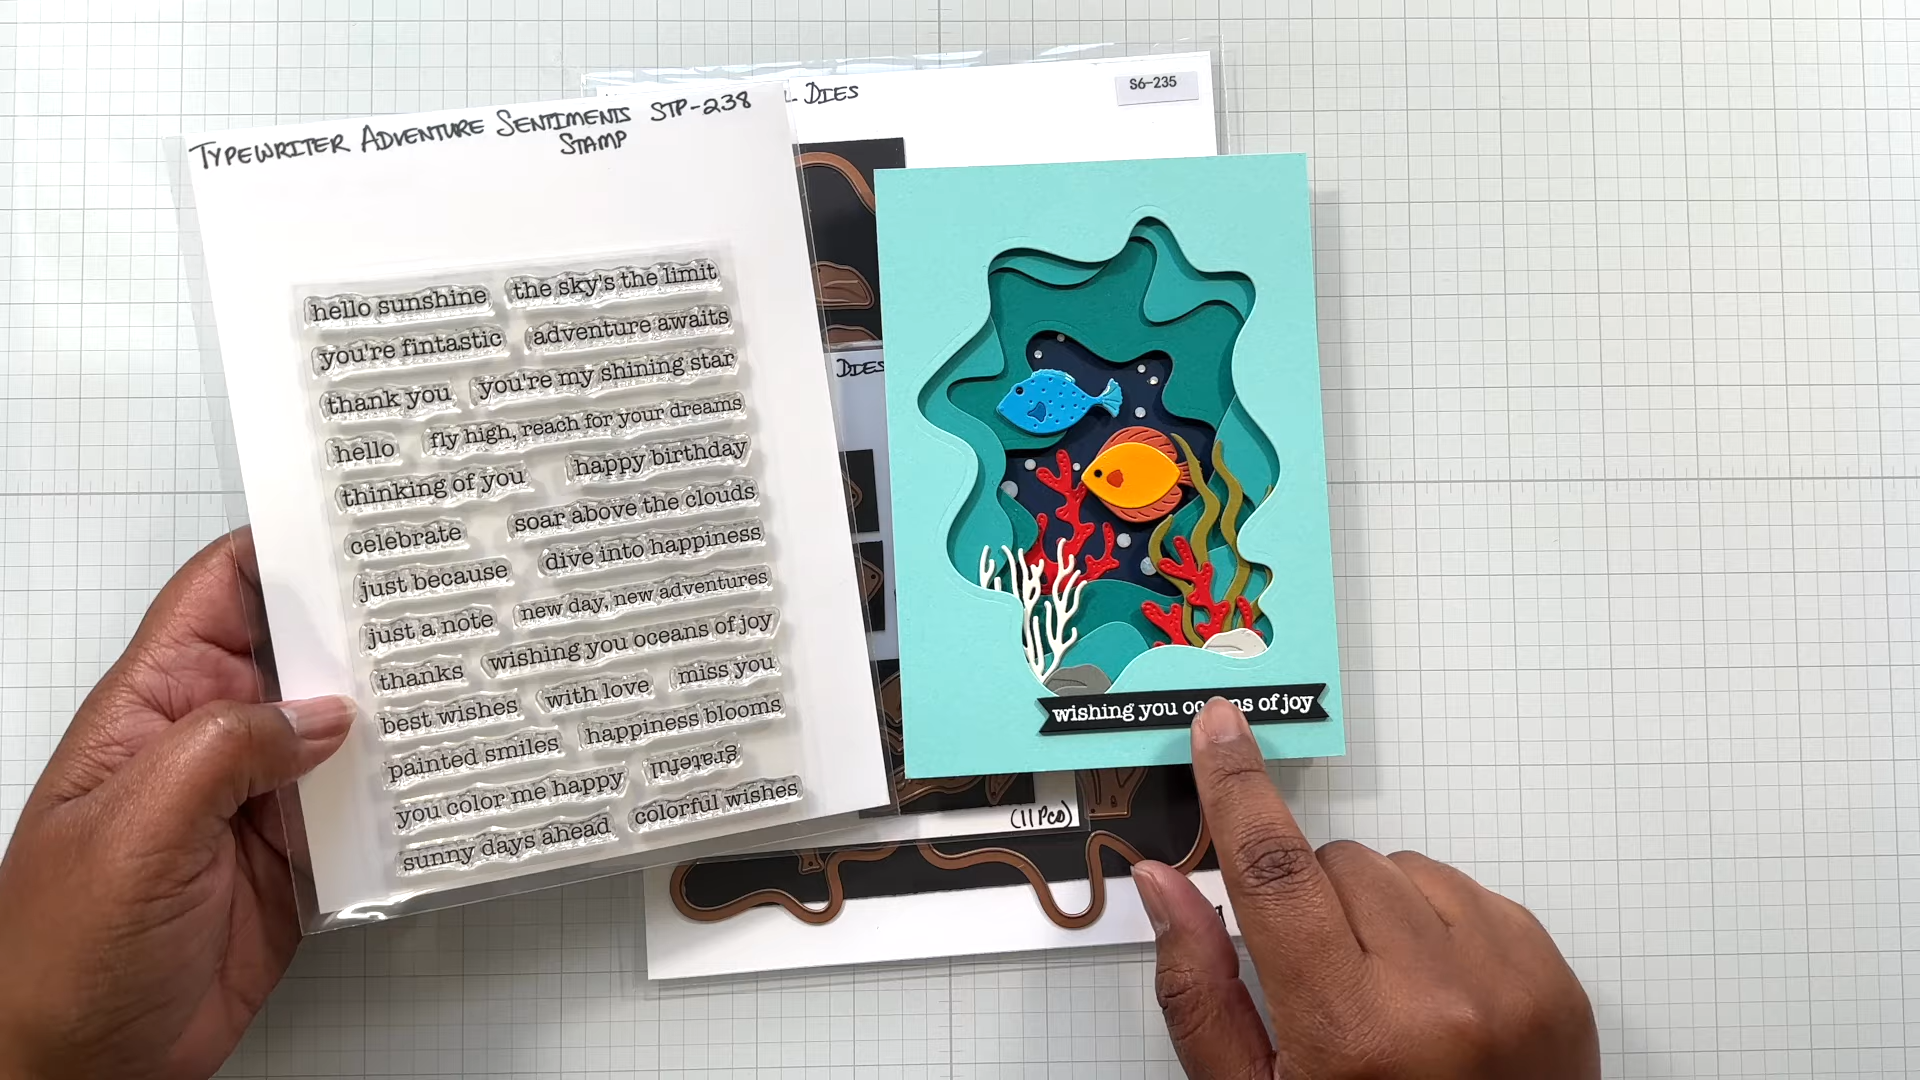 TYPEWRITER ADVENTURE SENTIMENTS STP-238
STAMP
hello sunshine
the sky's the limit
you're fintastic
adventure awaits
thank you
you're my shining star
hello
fly high, reach for your dreams
thinking of you
happy birthday
celebrate
soar above the clouds
just because
dive into happiness
just a note
new day, new adventures
thanks
wishing you oceans of joy
best wishes
with love
miss you
painted smiles
happiness blooms
you color me happy
grateful
sunny days ahead
colorful wishes
DIES
S6-235
DIES
wishing you oceans of joy
(11 PCS)